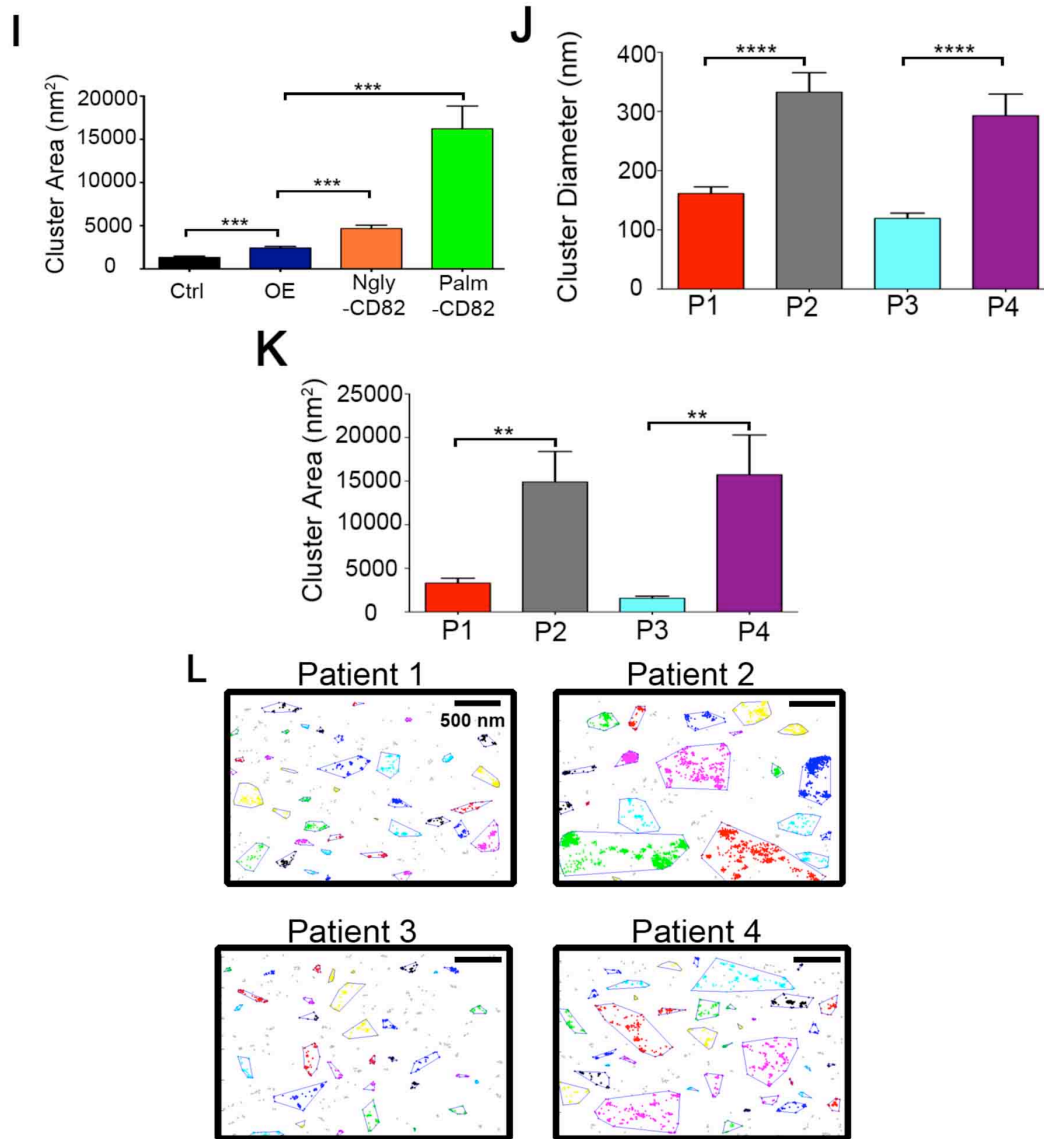 I
Cluster Area (nm²)
20000
15000
10000
5000
0
***
***
***
Ctrl
OE
Ngly
-CD82
Palm
-CD82
J
Cluster Diameter (nm)
400
300
200
100
0
****
****
P1
P2
P3
P4
K
Cluster Area (nm²)
25000
20000
15000
10000
5000
0
**
**
P1
P2
P3
P4
L
Patient 1
500 nm
Patient 2
Patient 3
Patient 4